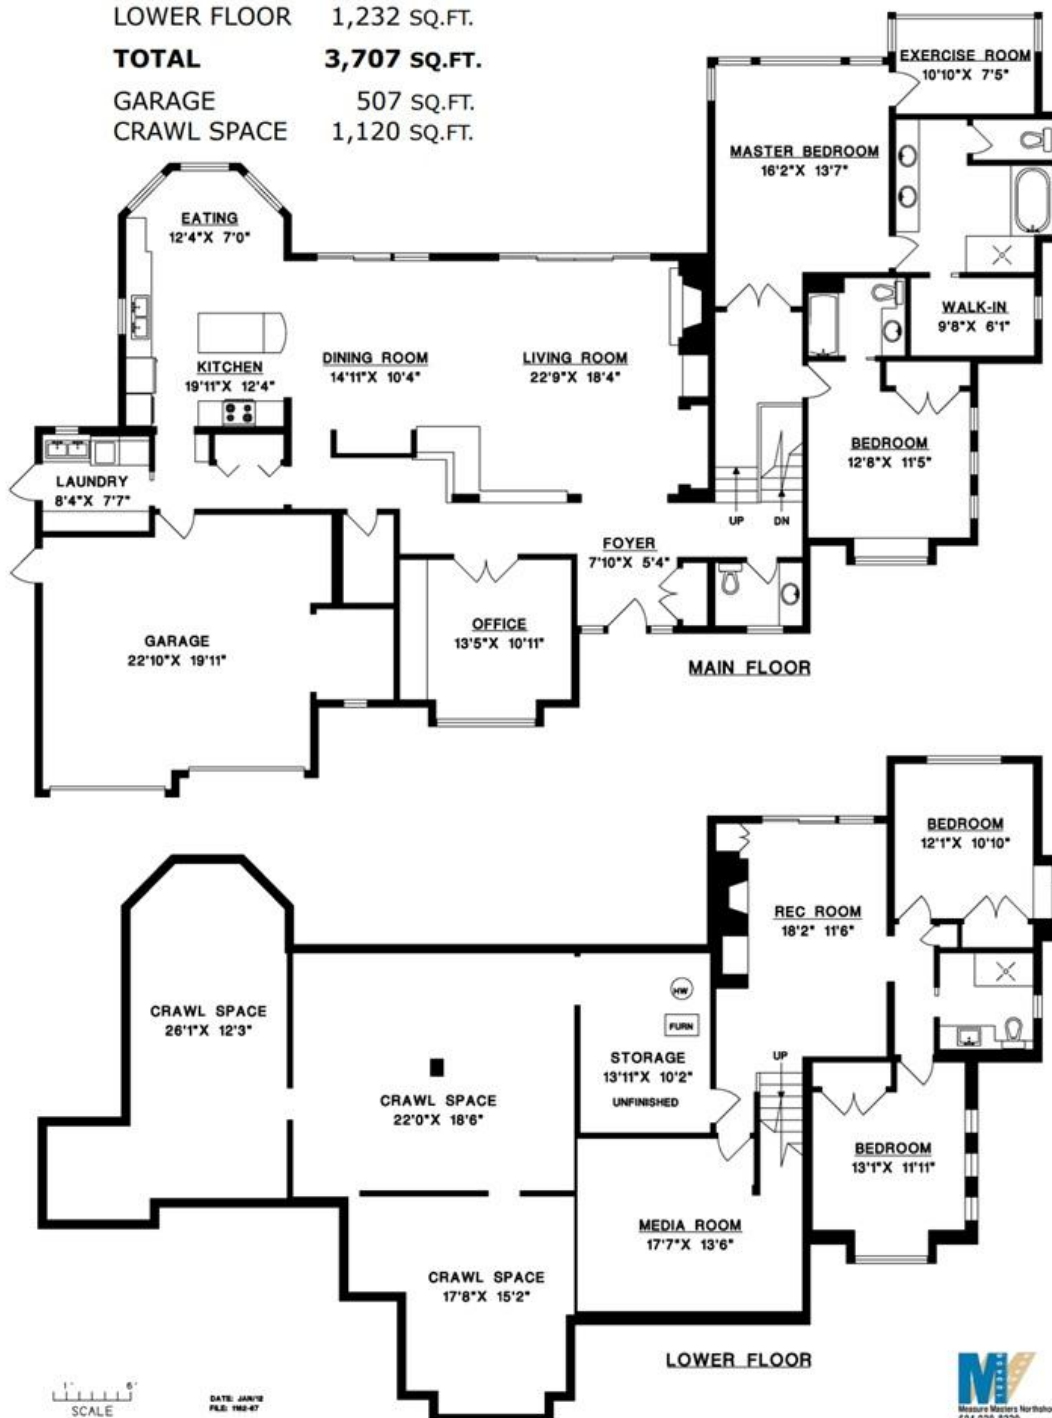 LOWER FLOOR 1,232 SQ.FT.
TOTAL 3,707 SQ.FT.
GARAGE 507 SQ.FT.
CRAWL SPACE 1,120 SQ.FT.
EXERCISE ROOM
10'10"X 7'5"
MASTER BEDROOM
16'2"X 13'7"
EATING
12'4"X 7'0"
WALK-IN
9'8"X 6'1"
KITCHEN
19'11"X 12'4"
DINING ROOM
14'11"X 10'4"
LIVING ROOM
22'9"X 18'4"
BEDROOM
12'8"X 11'5"
LAUNDRY
8'4"X 7'7"
UP
DN
FOYER
7'10"X 5'4"
OFFICE
13'5"X 10'11"
GARAGE
22'10"X 19'11"
MAIN FLOOR
BEDROOM
12'1"X 10'10"
REC ROOM
18'2" 11'6"
CRAWL SPACE
26'1"X 12'3"
HW
FURN
STORAGE
13'11"X 10'2"
UNFINISHED
UP
CRAWL SPACE
22'0"X 18'6"
BEDROOM
13'1"X 11'11"
MEDIA ROOM
17'7"X 13'6"
CRAWL SPACE
17'8"X 15'2"
LOWER FLOOR
1' 6'
SCALE
DATE: JAN/12
FILE:
Measure Masters Northshore